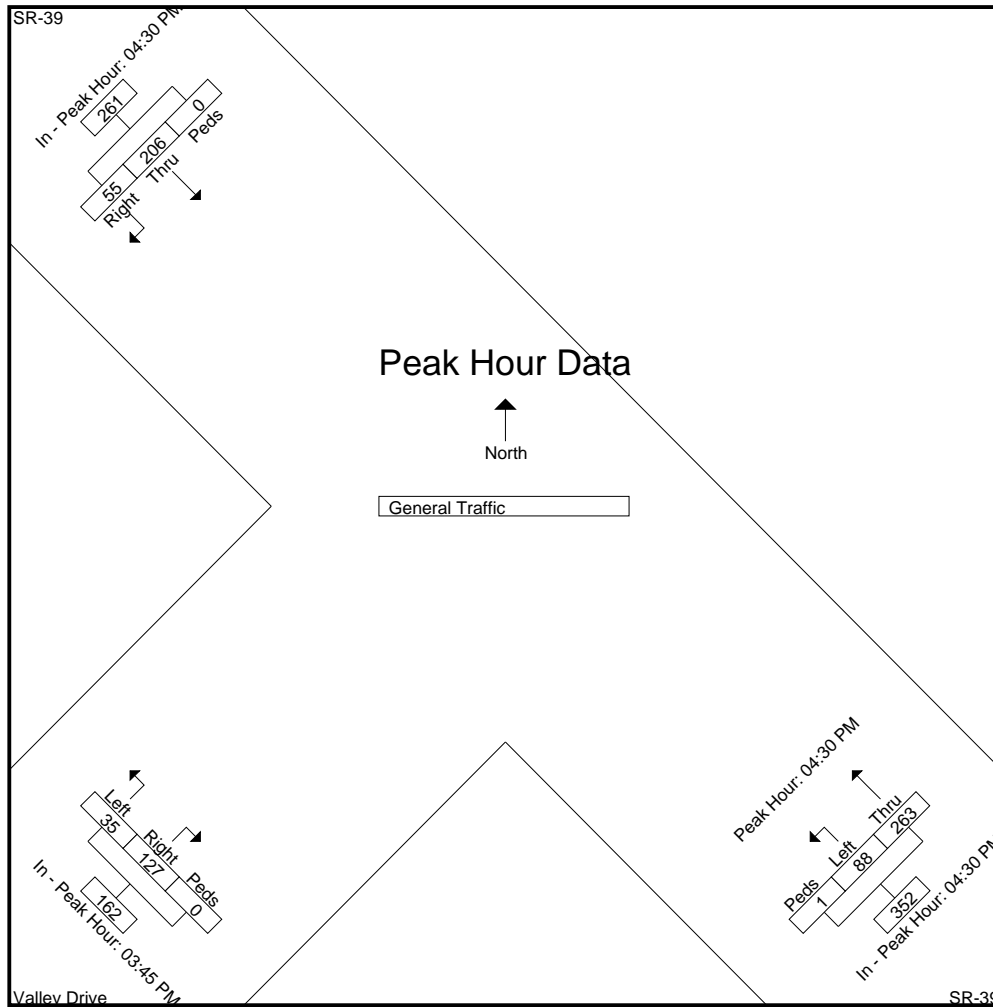 SR-39
In - Peak Hour: 04:30 PM
261
0
206
55
Peds
Thru
Right
Peak Hour Data
North
General Traffic
Left
Right
Peds
35
127
0
162
In - Peak Hour: 03:45 PM
Valley Drive
Peak Hour: 04:30 PM
Thru
Left
Peds
263
88
1
352
In - Peak Hour: 04:30 PM
SR-39